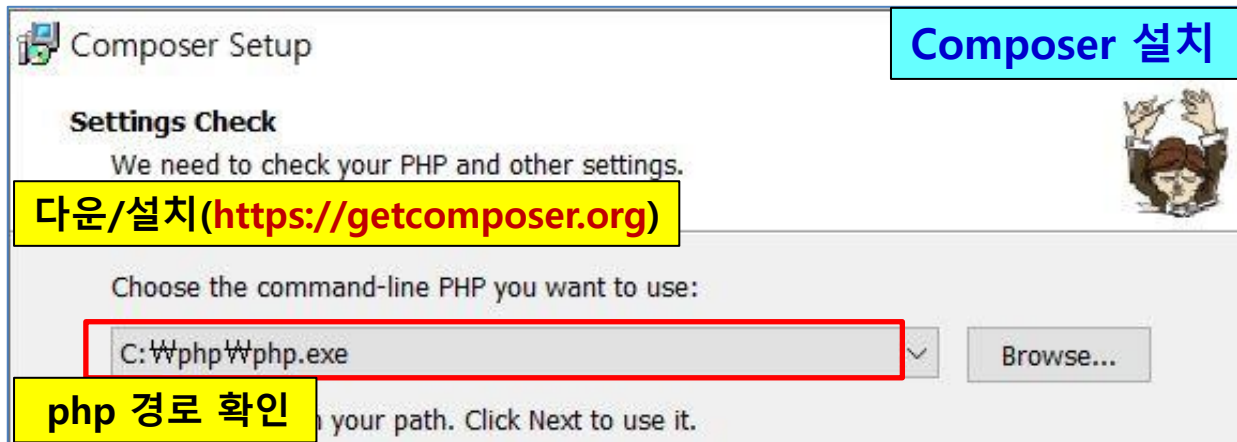 Composer Setup
Composer 설치
Settings Check
We need to check your PHP and other settings.
다운/설치(https://getcomposer.org)
Choose the command-line PHP you want to use:
C:₩php₩php.exe
Browse...
php 경로 확인
your path. Click Next to use it.